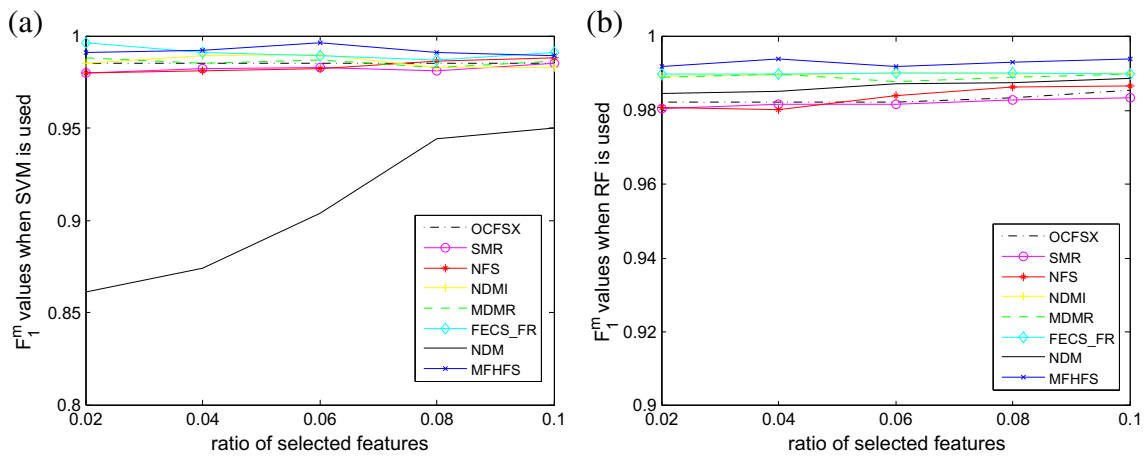 (a)
F₁ᵐ values when SVM is used
1
0.95
0.9
0.85
0.8
0.02
0.04
0.06
0.08
0.1
ratio of selected features
OCFSX
SMR
NFS
NDMI
MDMR
FECS_FR
NDM
MFHFS
(b)
F₁ᵐ values when RF is used
1
0.98
0.96
0.94
0.92
0.9
0.02
0.04
0.06
0.08
0.1
ratio of selected features
OCFSX
SMR
NFS
NDMI
MDMR
FECS_FR
NDM
MFHFS